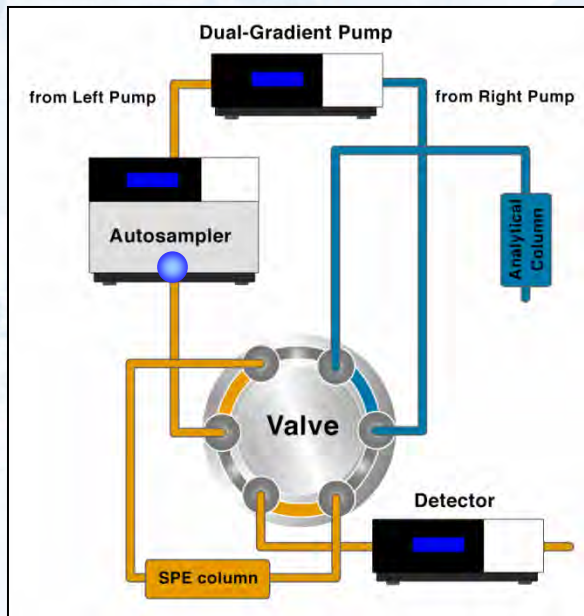 Dual-Gradient Pump
from Left Pump
from Right Pump
Autosampler
Analytical
Column
Valve
Detector
SPE column